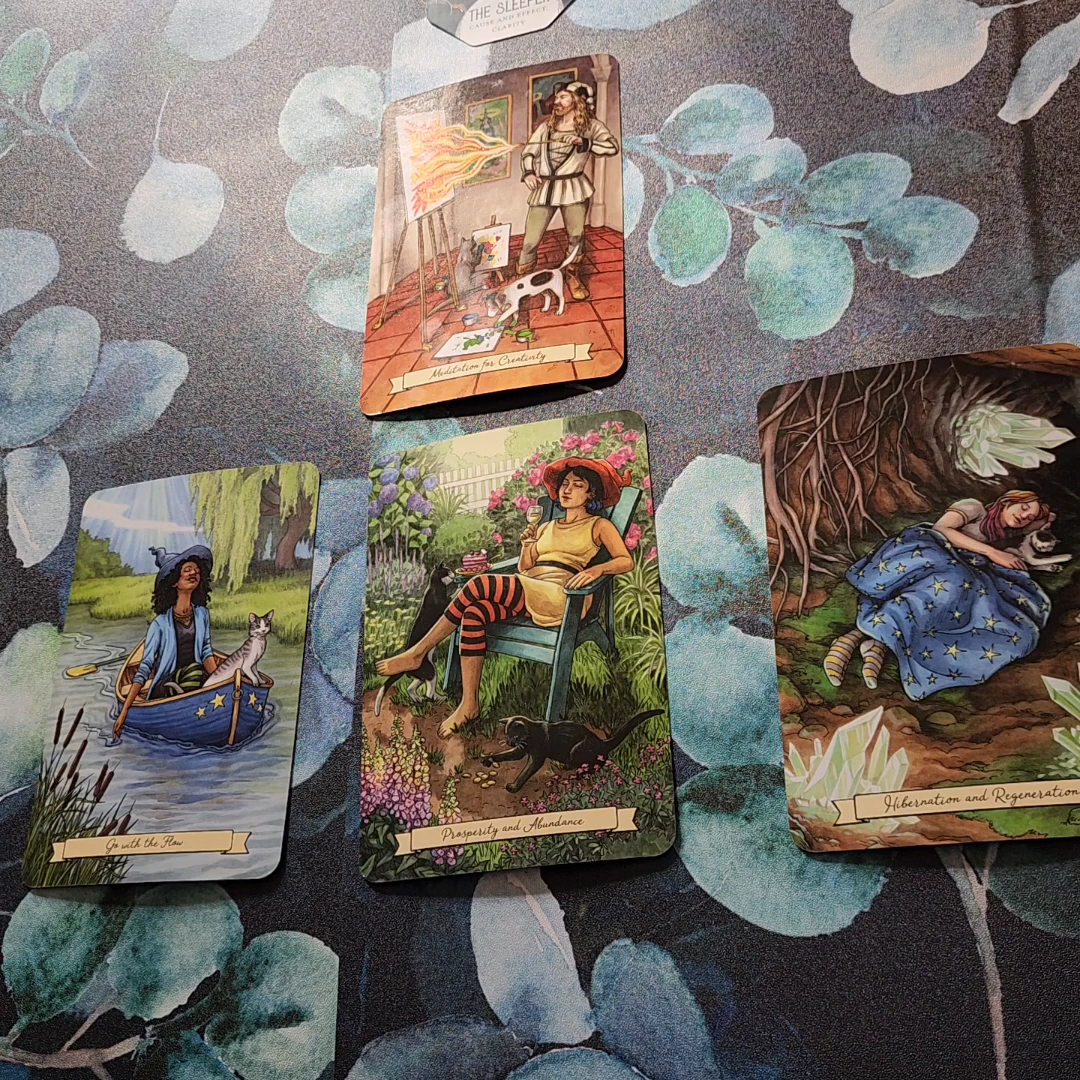 THE SLEEPER
CAUSE AND EFFECT
CLARITY
Meditation for Creativity
Go with the Flow
Prosperity and Abundance
Hibernation and Regeneration